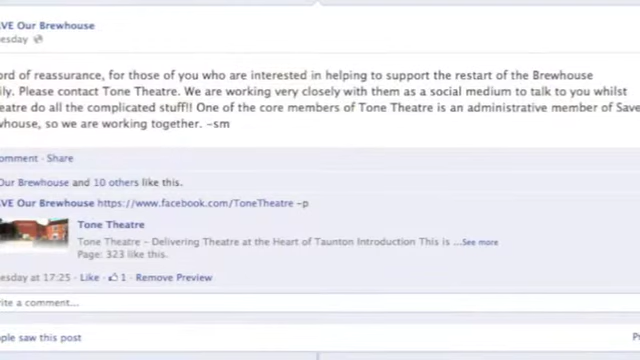 VE Our Brewhouse
esday
ord of reassurance, for those of you who are interested in helping to support the restart of the Brewhouse
ily. Please contact Tone Theatre. We are working very closely with them as a social medium to talk to you whilst
eatre do all the complicated stuff!! One of the core members of Tone Theatre is an administrative member of Save
whouse, so we are working together. -sm
omment · Share
Our Brewhouse and 10 others like this.
VE Our Brewhouse https://www.facebook.com/ToneTheatre -p
Tone Theatre
Tone Theatre - Delivering Theatre at the Heart of Taunton Introduction This is ...See more
Page: 323 like this.
esday at 17:25 · Like · 1 · Remove Preview
rite a comment...
ple saw this post